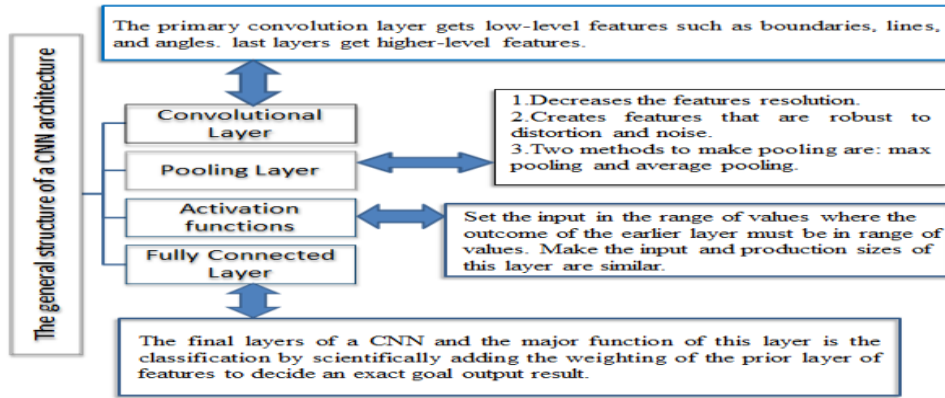 The general structure of a CNN architecture
The primary convolution layer gets low-level features such as boundaries, lines,
and angles. last layers get higher-level features.
Convolutional
Layer
1.Decreases the features resolution.
2.Creates features that are robust to
distortion and noise.
3.Two methods to make pooling are: max
pooling and average pooling.
Pooling Layer
Activation
functions
Set the input in the range of values where the
outcome of the earlier layer must be in range of
values. Make the input and production sizes of
this layer are similar.
Fully Connected
Layer
The final layers of a CNN and the major function of this layer is the
classification by scientifically adding the weighting of the prior layer of
features to decide an exact goal output result.